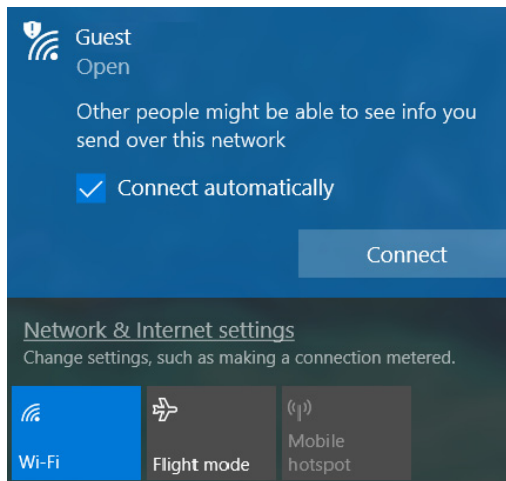 Guest
Open
Other people might be able to see info you
send over this network
Connect automatically
Connect
Network & Internet settings
Change settings, such as making a connection metered.
Wi-Fi
Flight mode
Mobile
hotspot